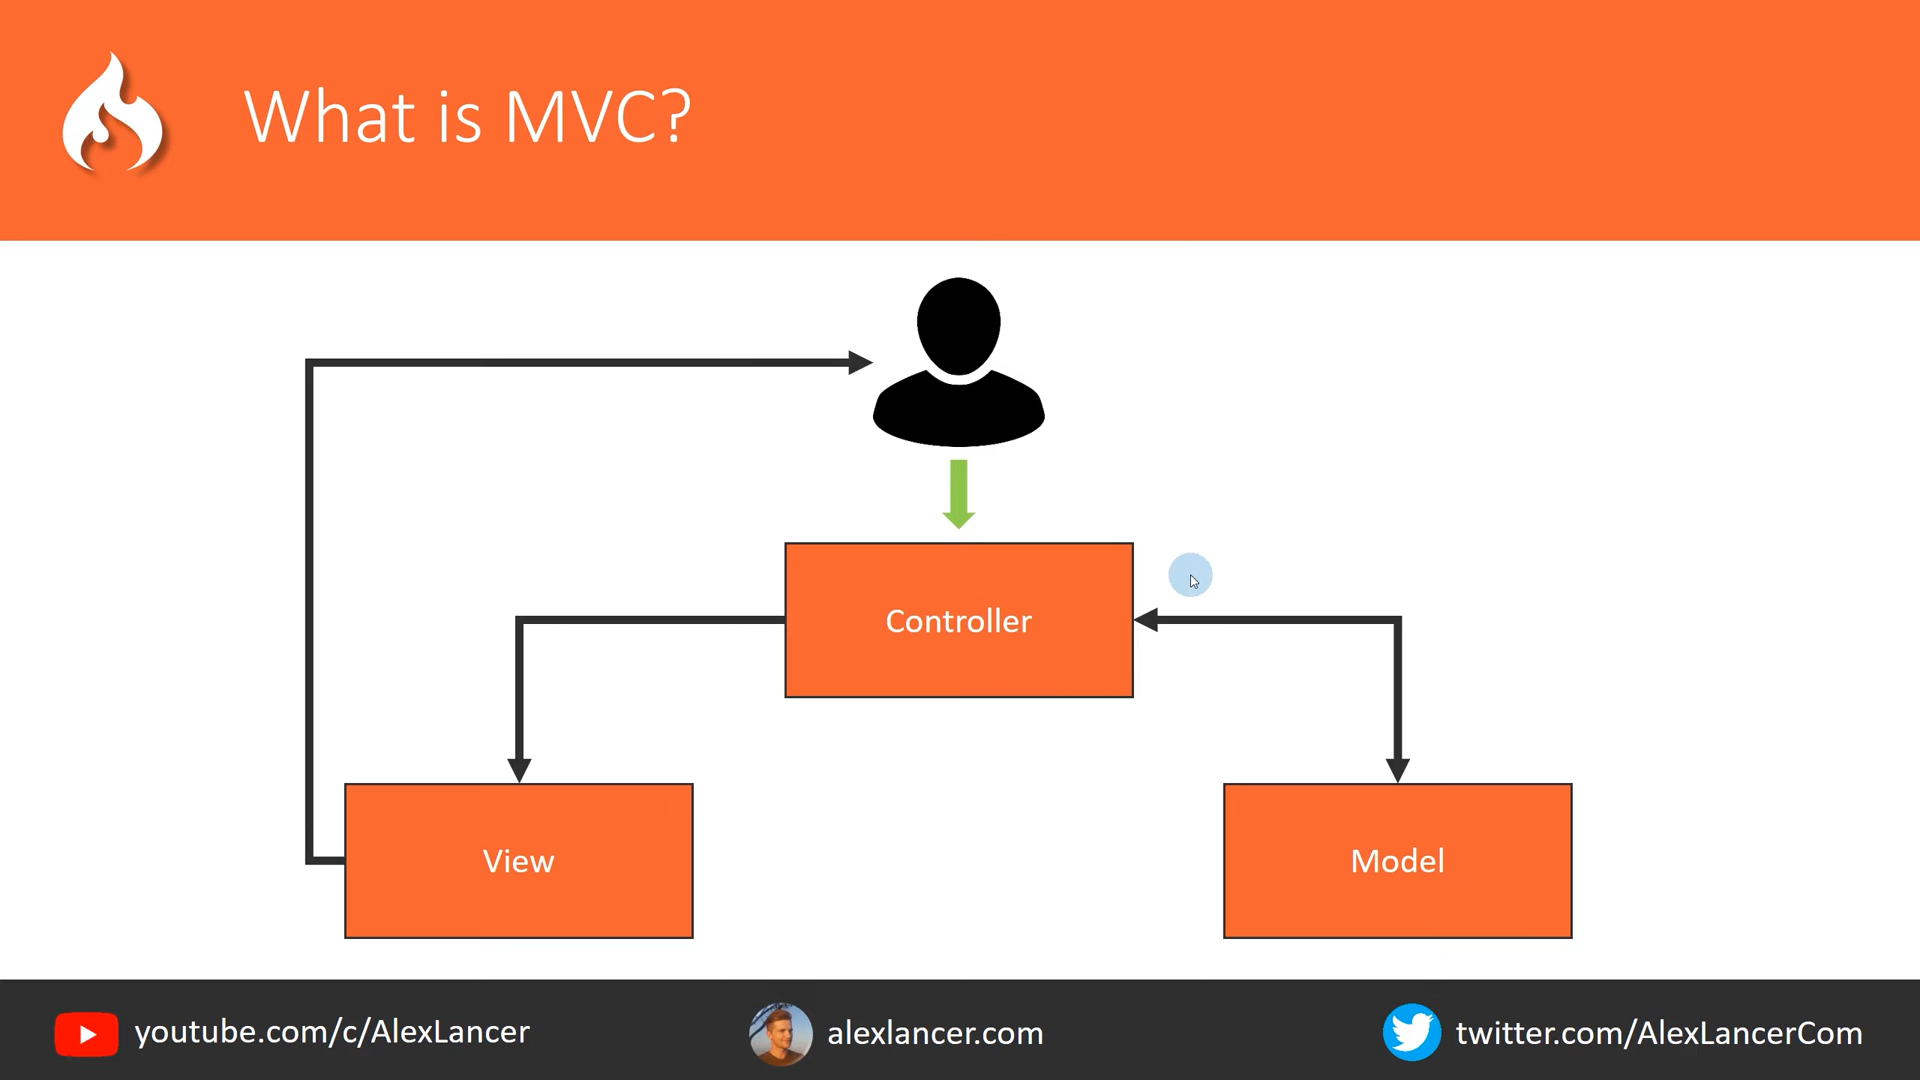 What is MVC?
Controller
View
Model
youtube.com/c/AlexLancer
alexlancer.com
twitter.com/AlexLancerCom